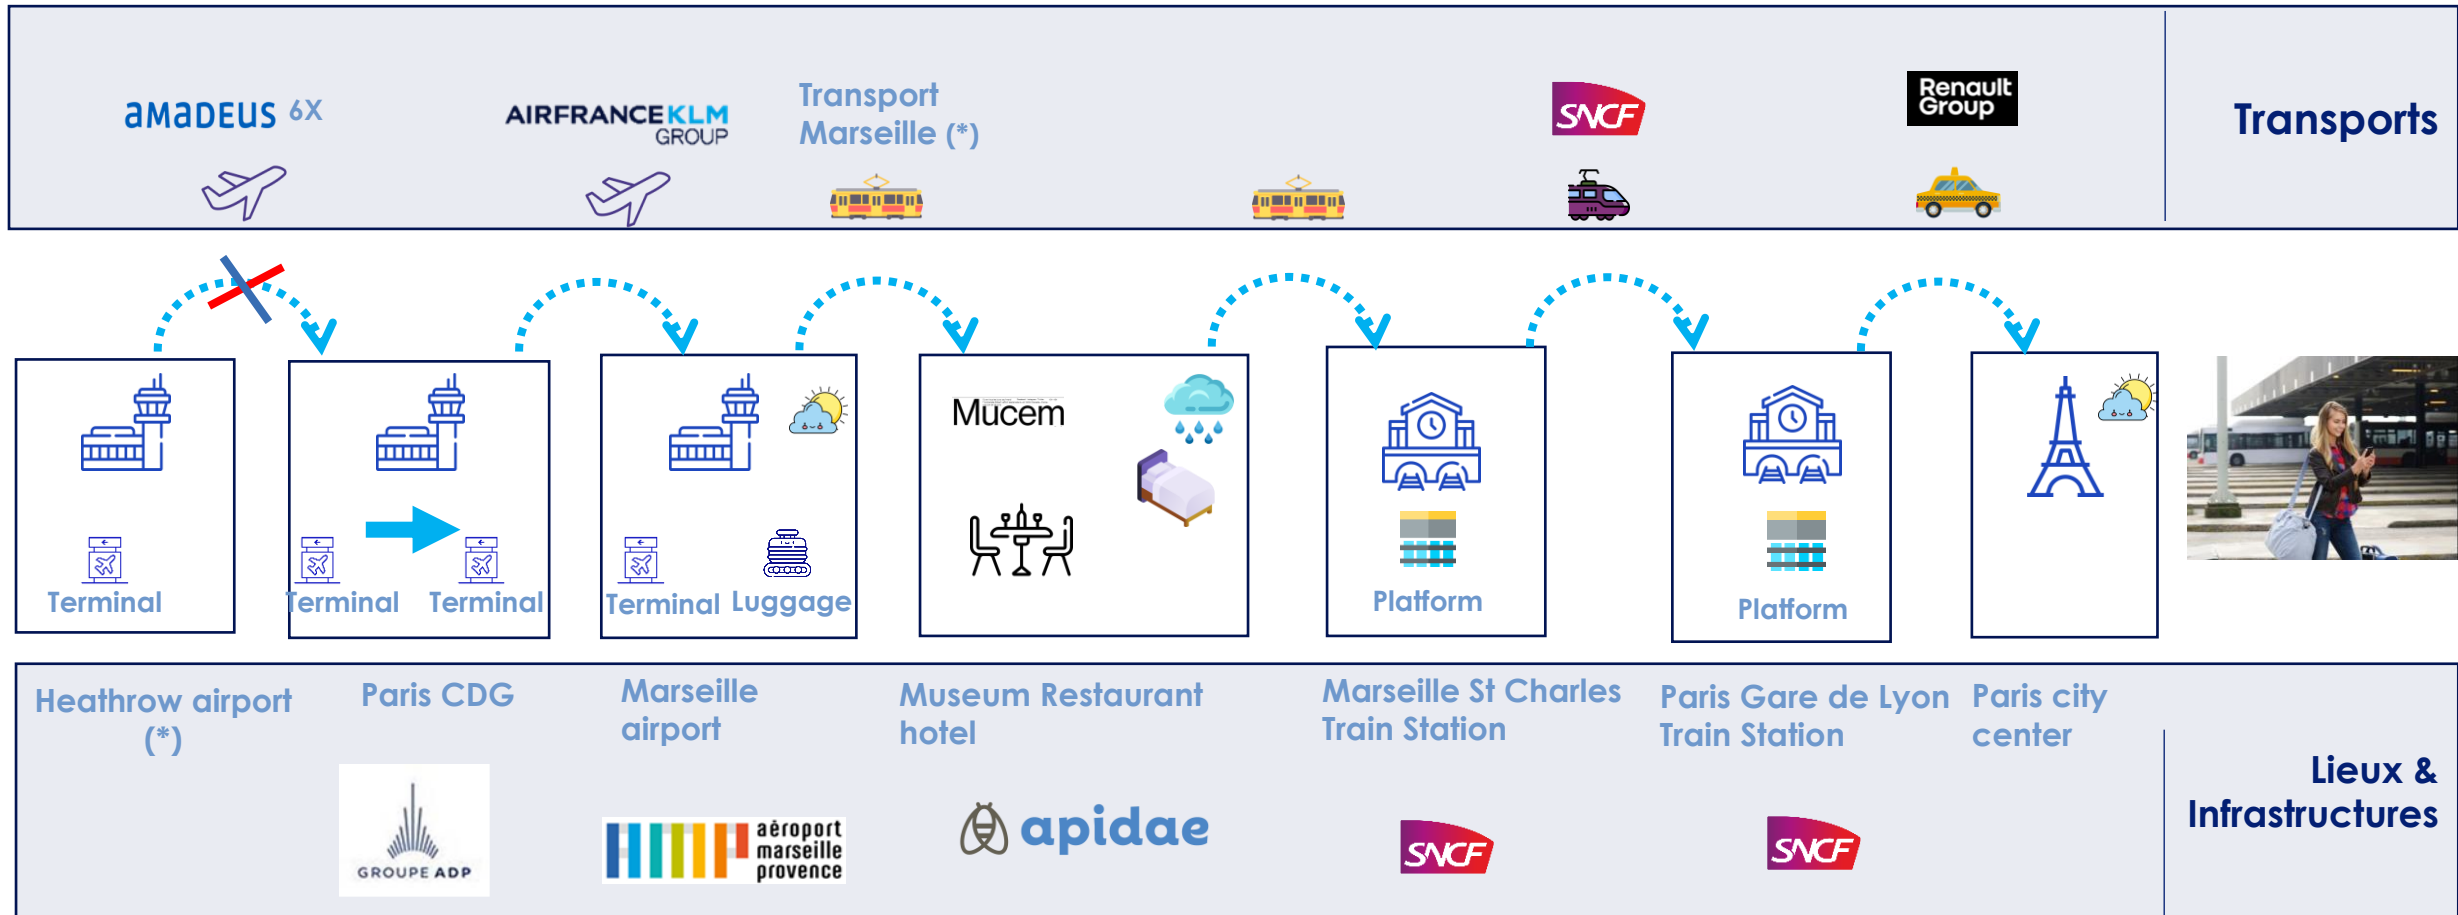 amadeus 6X
AIRFRANCE KLM
GROUP
Transport
Marseille (*)
SNCF
Renault
Group
Transports
Mucem
Terminal
Terminal Terminal
Terminal Luggage
Platform
Platform
Heathrow airport
(*)
Paris CDG
Marseille
airport
Museum Restaurant
hotel
Marseille St Charles
Train Station
Paris Gare de Lyon
Train Station
Paris city
center
GROUPE ADP
amp aéroport
marseille
provence
apidae
SNCF
SNCF
Lieux &
Infrastructures